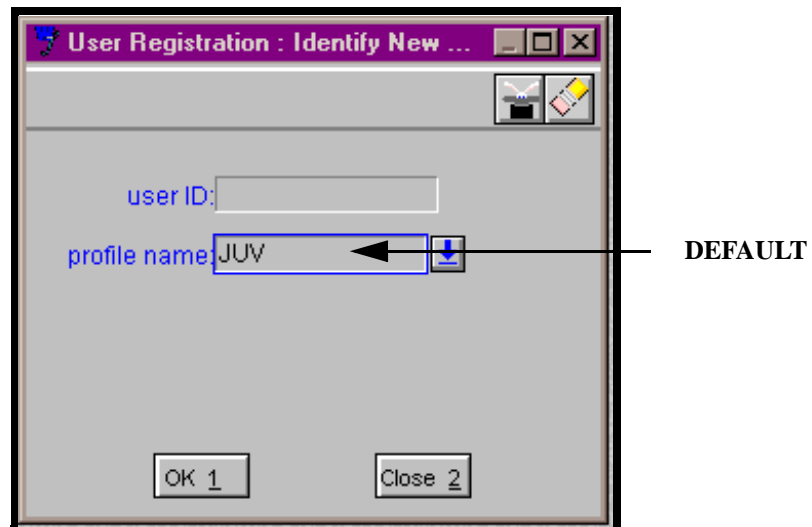 User Registration : Identify New ...
user ID:
profile name: JUV
DEFAULT
OK 1
Close 2